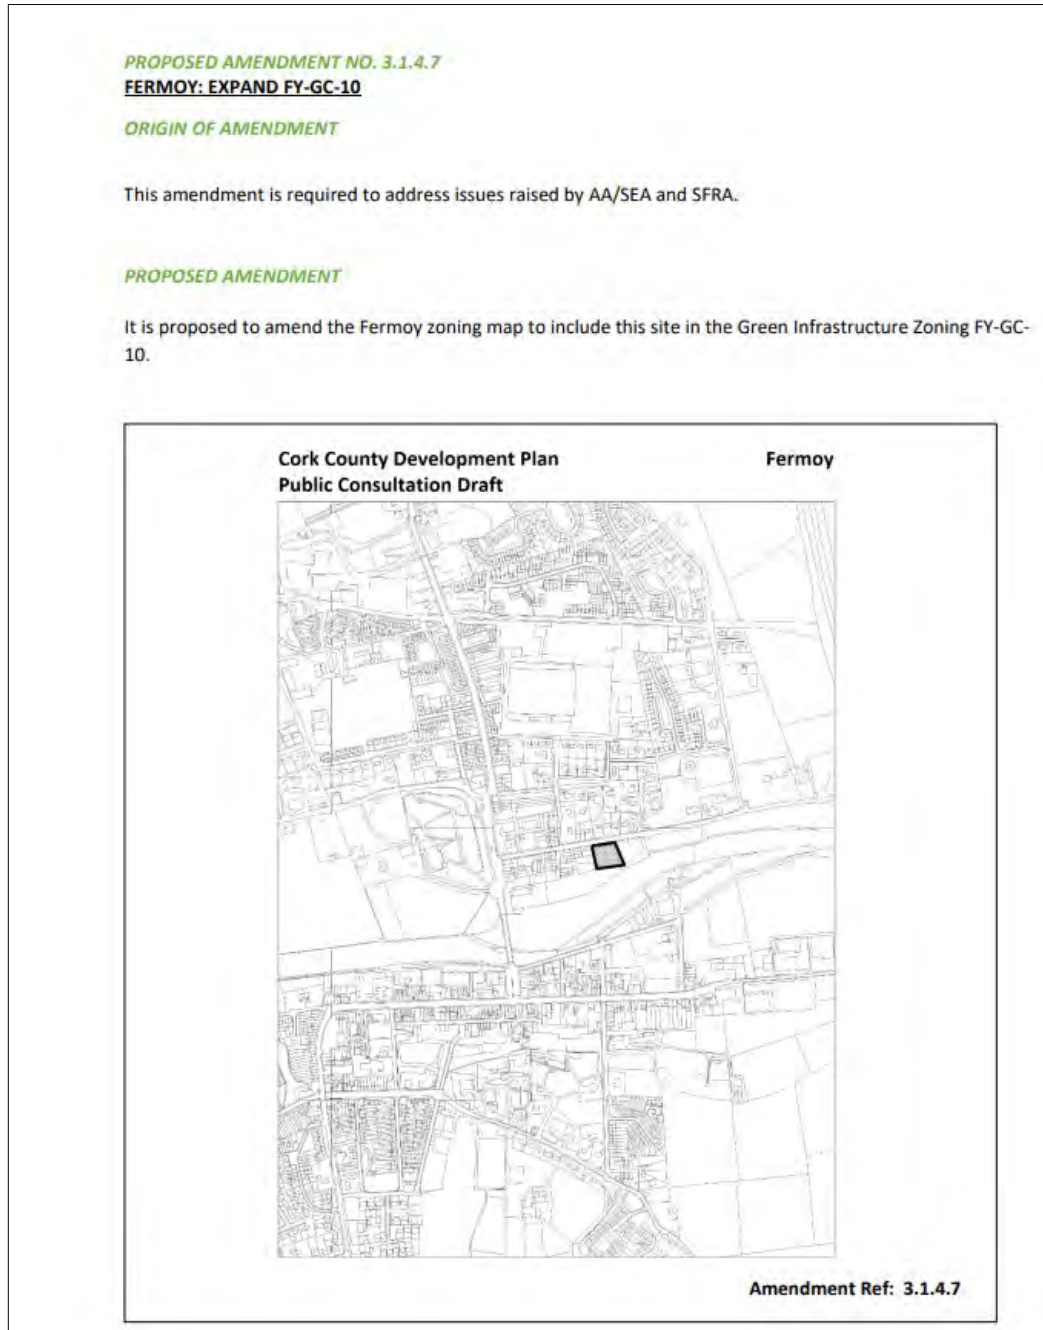 PROPOSED AMENDMENT NO. 3.1.4.7
FERMOY: EXPAND FY-GC-10
ORIGIN OF AMENDMENT
This amendment is required to address issues raised by AA/SEA and SFRA.
PROPOSED AMENDMENT
It is proposed to amend the Fermoy zoning map to include this site in the Green Infrastructure Zoning FY-GC-
10.
Cork County Development Plan
Fermoy
Public Consultation Draft
Amendment Ref: 3.1.4.7